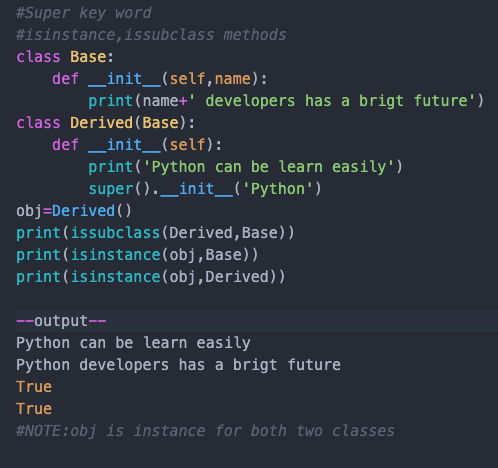 #Super key word
#isinstance,issubclass methods
class Base:
    def __init__(self,name):
        print(name+' developers has a brigt future')
class Derived(Base):
    def __init__(self):
        print('Python can be learn easily')
        super().__init__('Python')
obj=Derived()
print(issubclass(Derived,Base))
print(isinstance(obj,Base))
print(isinstance(obj,Derived))

--output--
Python can be learn easily
Python developers has a brigt future
True
True
#NOTE:obj is instance for both two classes